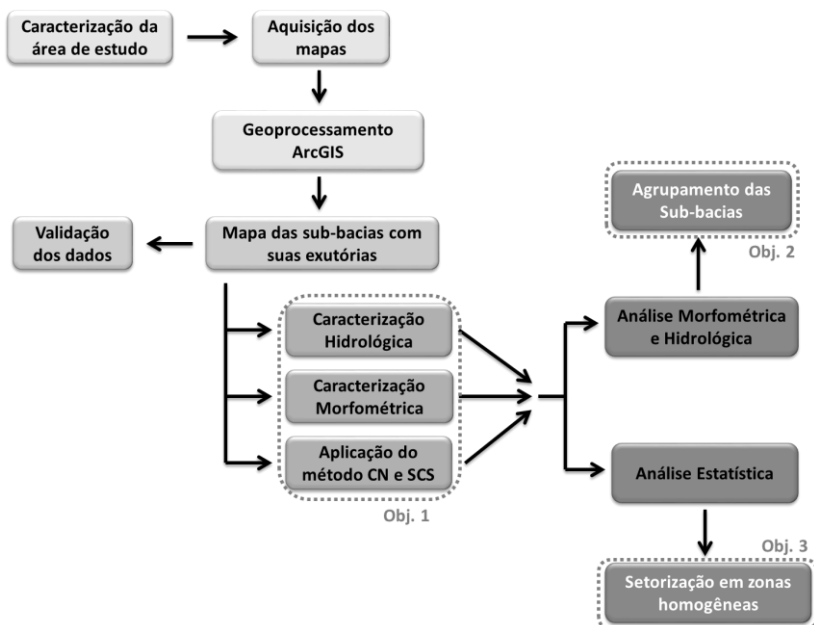 Caracterização da
área de estudo
Aquisição dos
mapas
Geoprocessamento
ArcGIS
Validação
dos dados
Mapa das sub-bacias com
suas exutórias
Caracterização
Hidrológica
Caracterização
Morfométrica
Aplicação do
método CN e SCS
Obj. 1
Agrupamento das
Sub-bacias
Obj. 2
Análise Morfométrica
e Hidrológica
Análise Estatística
Obj. 3
Setorização em zonas
homogêneas